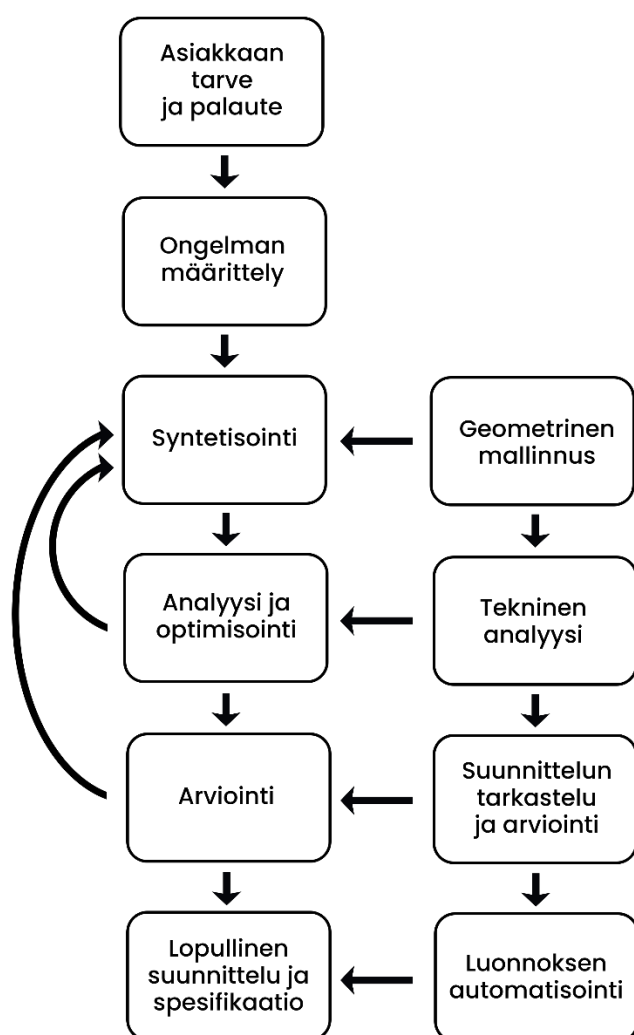 Asiakkaan
tarve
ja palaute
Ongelman
määrittely
Syntetisointi
Geometrinen
mallinnus
Analyysi ja
optimisointi
Tekninen
analyysi
Arviointi
Suunnittelun
tarkastelu
ja arviointi
Lopullinen
suunnittelu ja
spesifikaatio
Luonnoksen
automatisointi